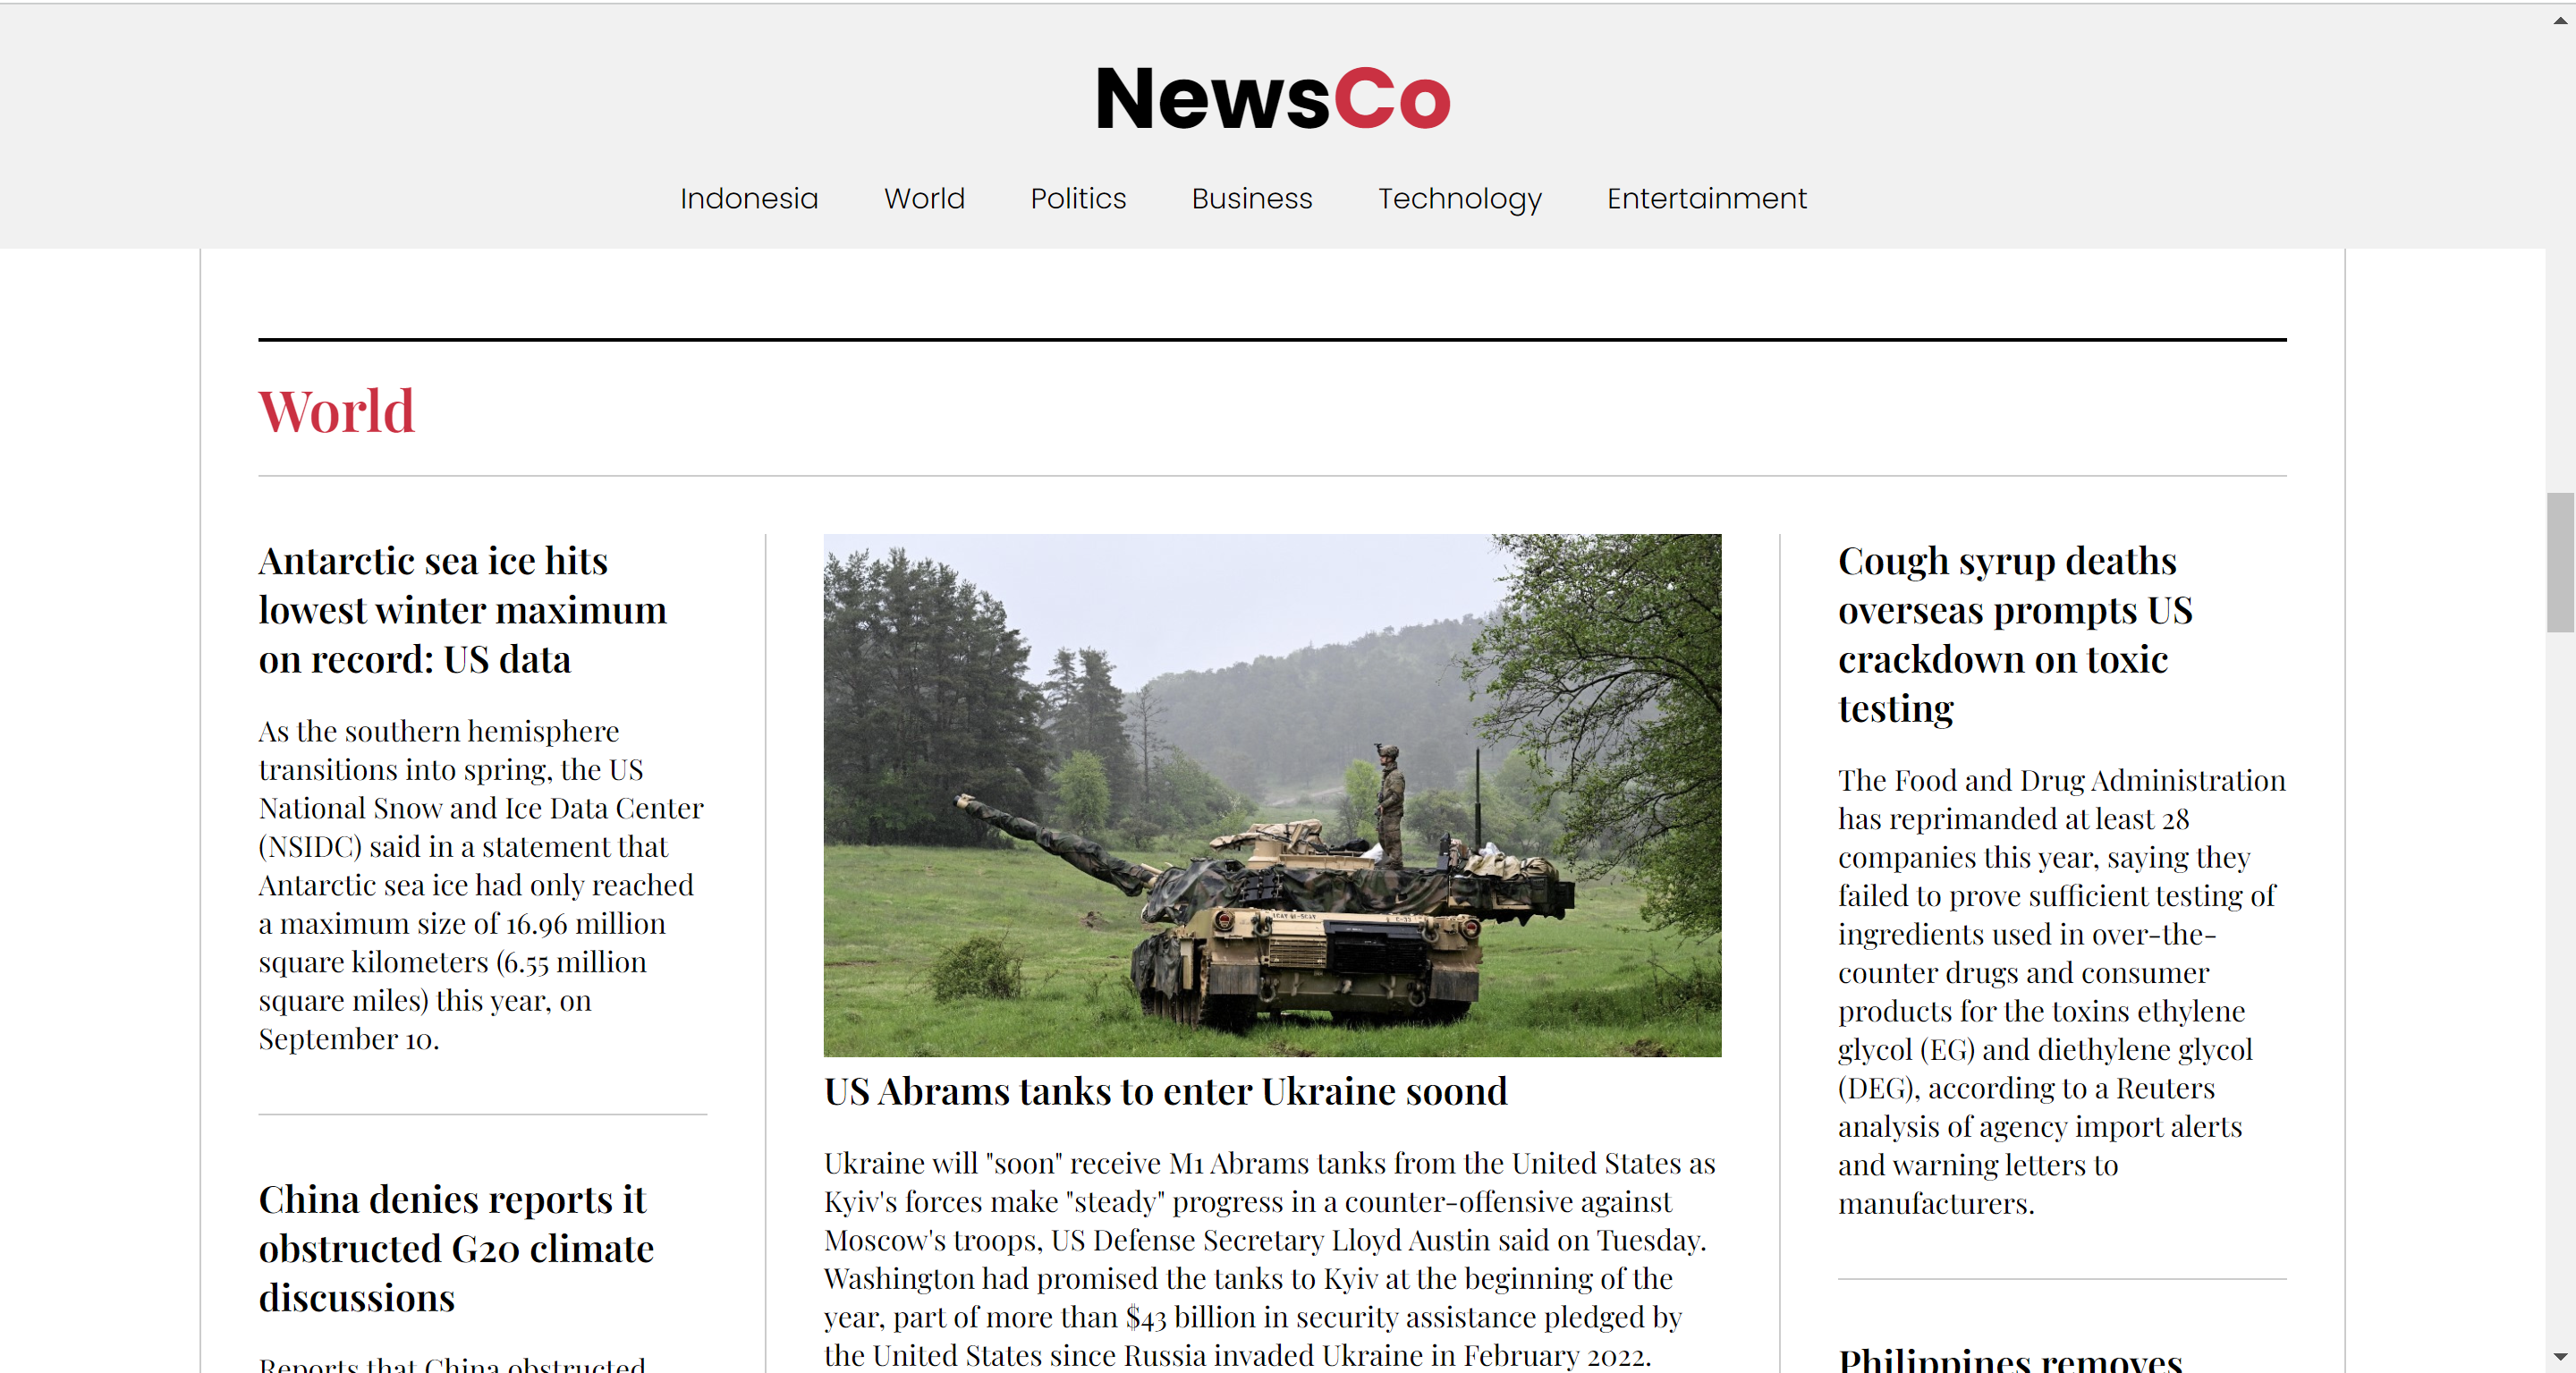 NewsCo
Indonesia World Politics Business Technology Entertainment
World
Antarctic sea ice hits
lowest winter maximum
on record: US data
As the southern hemisphere
transitions into spring, the US
National Snow and Ice Data Center
(NSIDC) said in a statement that
Antarctic sea ice had only reached
a maximum size of 16.96 million
square kilometers (6.55 million
square miles) this year, on
September 10.
China denies reports it
obstructed G20 climate
discussions
Reports that China obstructed
US Abrams tanks to enter Ukraine soond
Ukraine will "soon" receive M1 Abrams tanks from the United States as
Kyiv's forces make "steady" progress in a counter-offensive against
Moscow's troops, US Defense Secretary Lloyd Austin said on Tuesday.
Washington had promised the tanks to Kyiv at the beginning of the
year, part of more than $43 billion in security assistance pledged by
the United States since Russia invaded Ukraine in February 2022.
Cough syrup deaths
overseas prompts US
crackdown on toxic
testing
The Food and Drug Administration
has reprimanded at least 28
companies this year, saying they
failed to prove sufficient testing of
ingredients used in over-the-
counter drugs and consumer
products for the toxins ethylene
glycol (EG) and diethylene glycol
(DEG), according to a Reuters
analysis of agency import alerts
and warning letters to
manufacturers.
Philippines removes